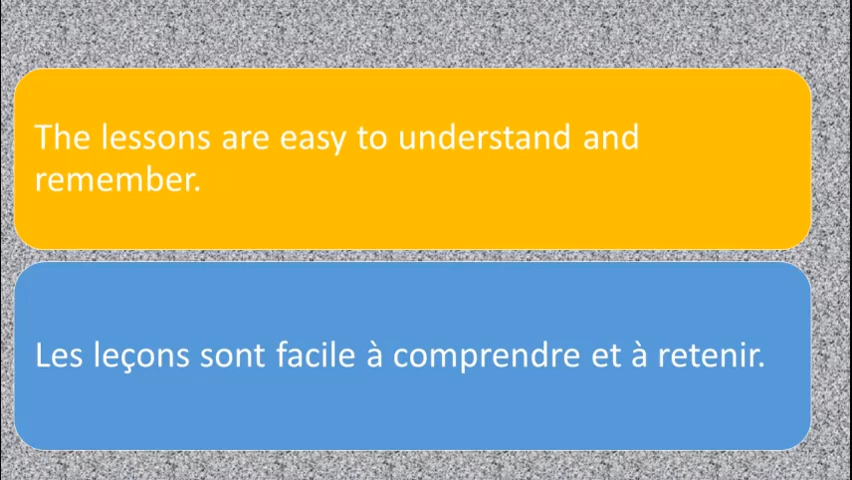 The lessons are easy to understand and
remember.
Les leçons sont facile à comprendre et à retenir.